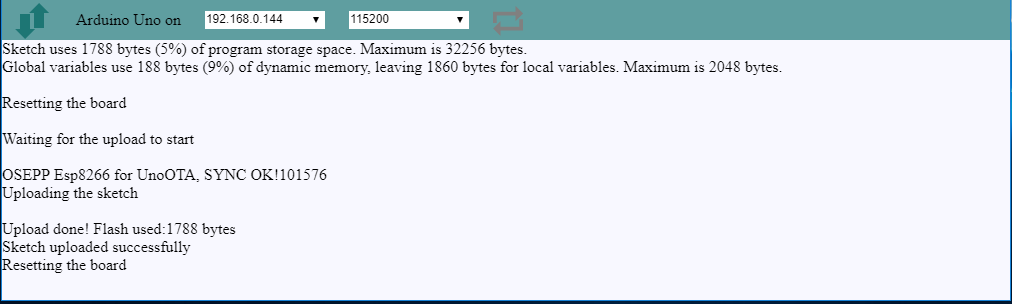 Arduino Uno on 192.168.0.144 115200
Sketch uses 1788 bytes (5%) of program storage space. Maximum is 32256 bytes.
Global variables use 188 bytes (9%) of dynamic memory, leaving 1860 bytes for local variables. Maximum is 2048 bytes.
Resetting the board
Waiting for the upload to start
OSEPP Esp8266 for UnoOTA, SYNC OK!101576
Uploading the sketch
Upload done! Flash used:1788 bytes
Sketch uploaded successfully
Resetting the board